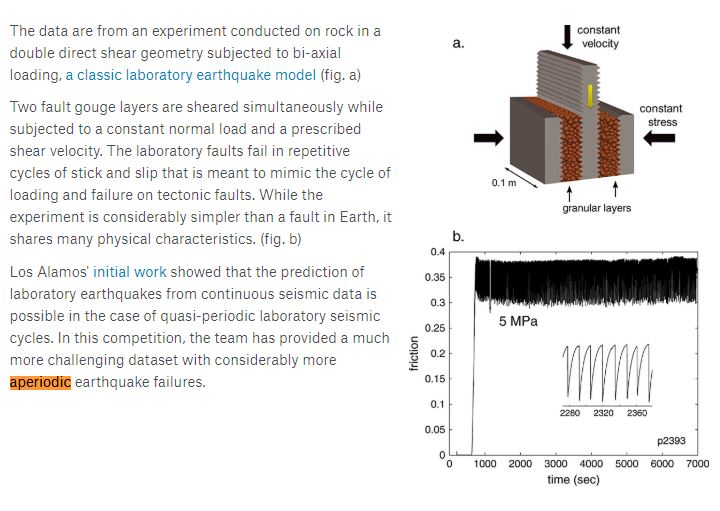 The data are from an experiment conducted on rock in a
double direct shear geometry subjected to bi-axial
loading, a classic laboratory earthquake model (fig. a)
Two fault gouge layers are sheared simultaneously while
subjected to a constant normal load and a prescribed
shear velocity. The laboratory faults fail in repetitive
cycles of stick and slip that is meant to mimic the cycle of
loading and failure on tectonic faults. While the
experiment is considerably simpler than a fault in Earth, it
shares many physical characteristics. (fig. b)
Los Alamos' initial work showed that the prediction of
laboratory earthquakes from continuous seismic data is
possible in the case of quasi-periodic laboratory seismic
cycles. In this competition, the team has provided a much
more challenging dataset with considerably more
aperiodic earthquake failures.
a.
constant
velocity
constant
stress
0.1 m
granular layers
b.
0.4
0.35
0.3
0.25
0.2
0.15
0.1
0.05
0
friction
5 MPa
2280 2320 2360
p2393
0 1000 2000 3000 4000 5000 6000 7000
time (sec)